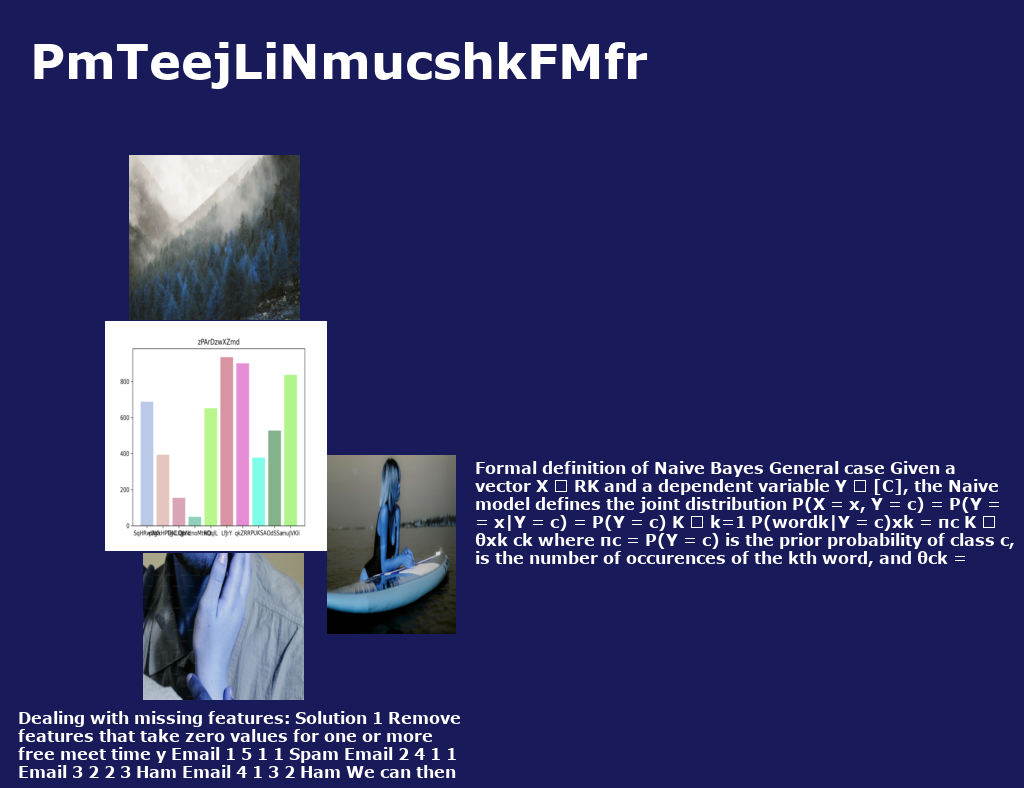 PmTeejLiNmucshkFMfr
zPArDzwXZmd
800
600
400
200
0
LfJrY qkZRR
Formal definition of Naive Bayes General case Given a
vector X □ RK and a dependent variable Y □ [C], the Naive
model defines the joint distribution P(X = x, Y = c) = P(Y =
= x|Y = c) = P(Y = c) K □ k=1 P(wordk|Y = c)xk = πc K □
θxk ck where πc = P(Y = c) is the prior probability of class c,
is the number of occurences of the kth word, and θck =
Dealing with missing features: Solution 1 Remove
features that take zero values for one or more
free meet time y Email 1 5 1 1 Spam Email 2 4 1 1
Email 3 2 2 3 Ham Email 4 1 3 2 Ham We can then